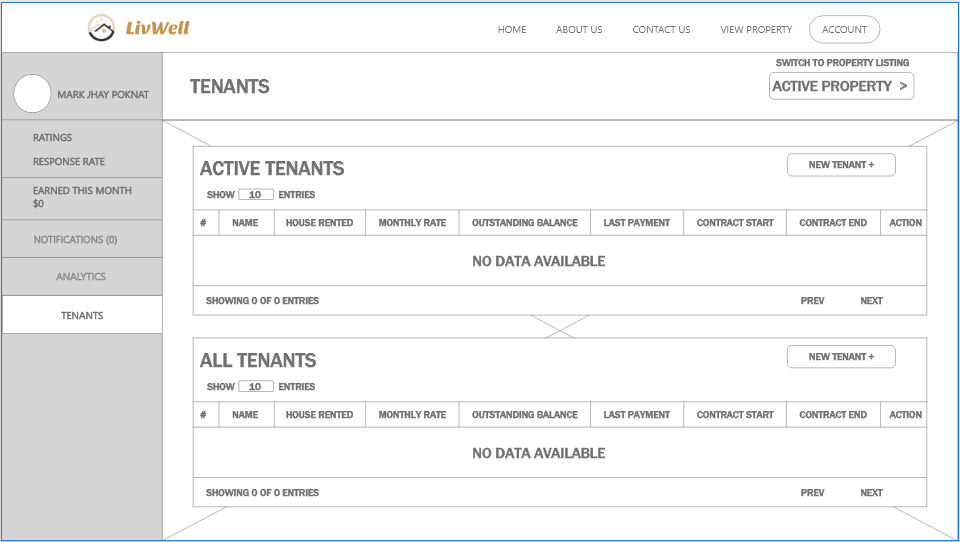 LivWell
HOME ABOUT US CONTACT US VIEW PROPERTY ACCOUNT
MARK JHAY POKNAT
TENANTS
SWITCH TO PROPERTY LISTING
ACTIVE PROPERTY >
RATINGS
RESPONSE RATE
EARNED THIS MONTH
$0
NOTIFICATIONS (0)
ANALYTICS
TENANTS
ACTIVE TENANTS
NEW TENANT +
SHOW 10 ENTRIES
# NAME HOUSE RENTED MONTHLY RATE OUTSTANDING BALANCE LAST PAYMENT CONTRACT START CONTRACT END ACTION
NO DATA AVAILABLE
SHOWING 0 OF 0 ENTRIES PREV NEXT
ALL TENANTS
NEW TENANT +
SHOW 10 ENTRIES
# NAME HOUSE RENTED MONTHLY RATE OUTSTANDING BALANCE LAST PAYMENT CONTRACT START CONTRACT END ACTION
NO DATA AVAILABLE
SHOWING 0 OF 0 ENTRIES PREV NEXT